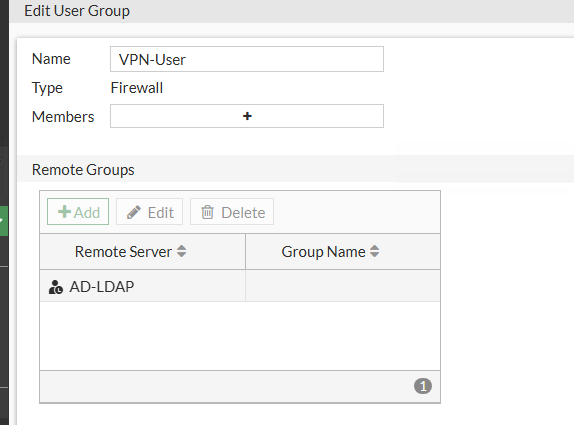 Edit User Group
Name VPN-User
Type Firewall
Members +
Remote Groups
+Add Edit Delete
Remote Server Group Name
AD-LDAP
1